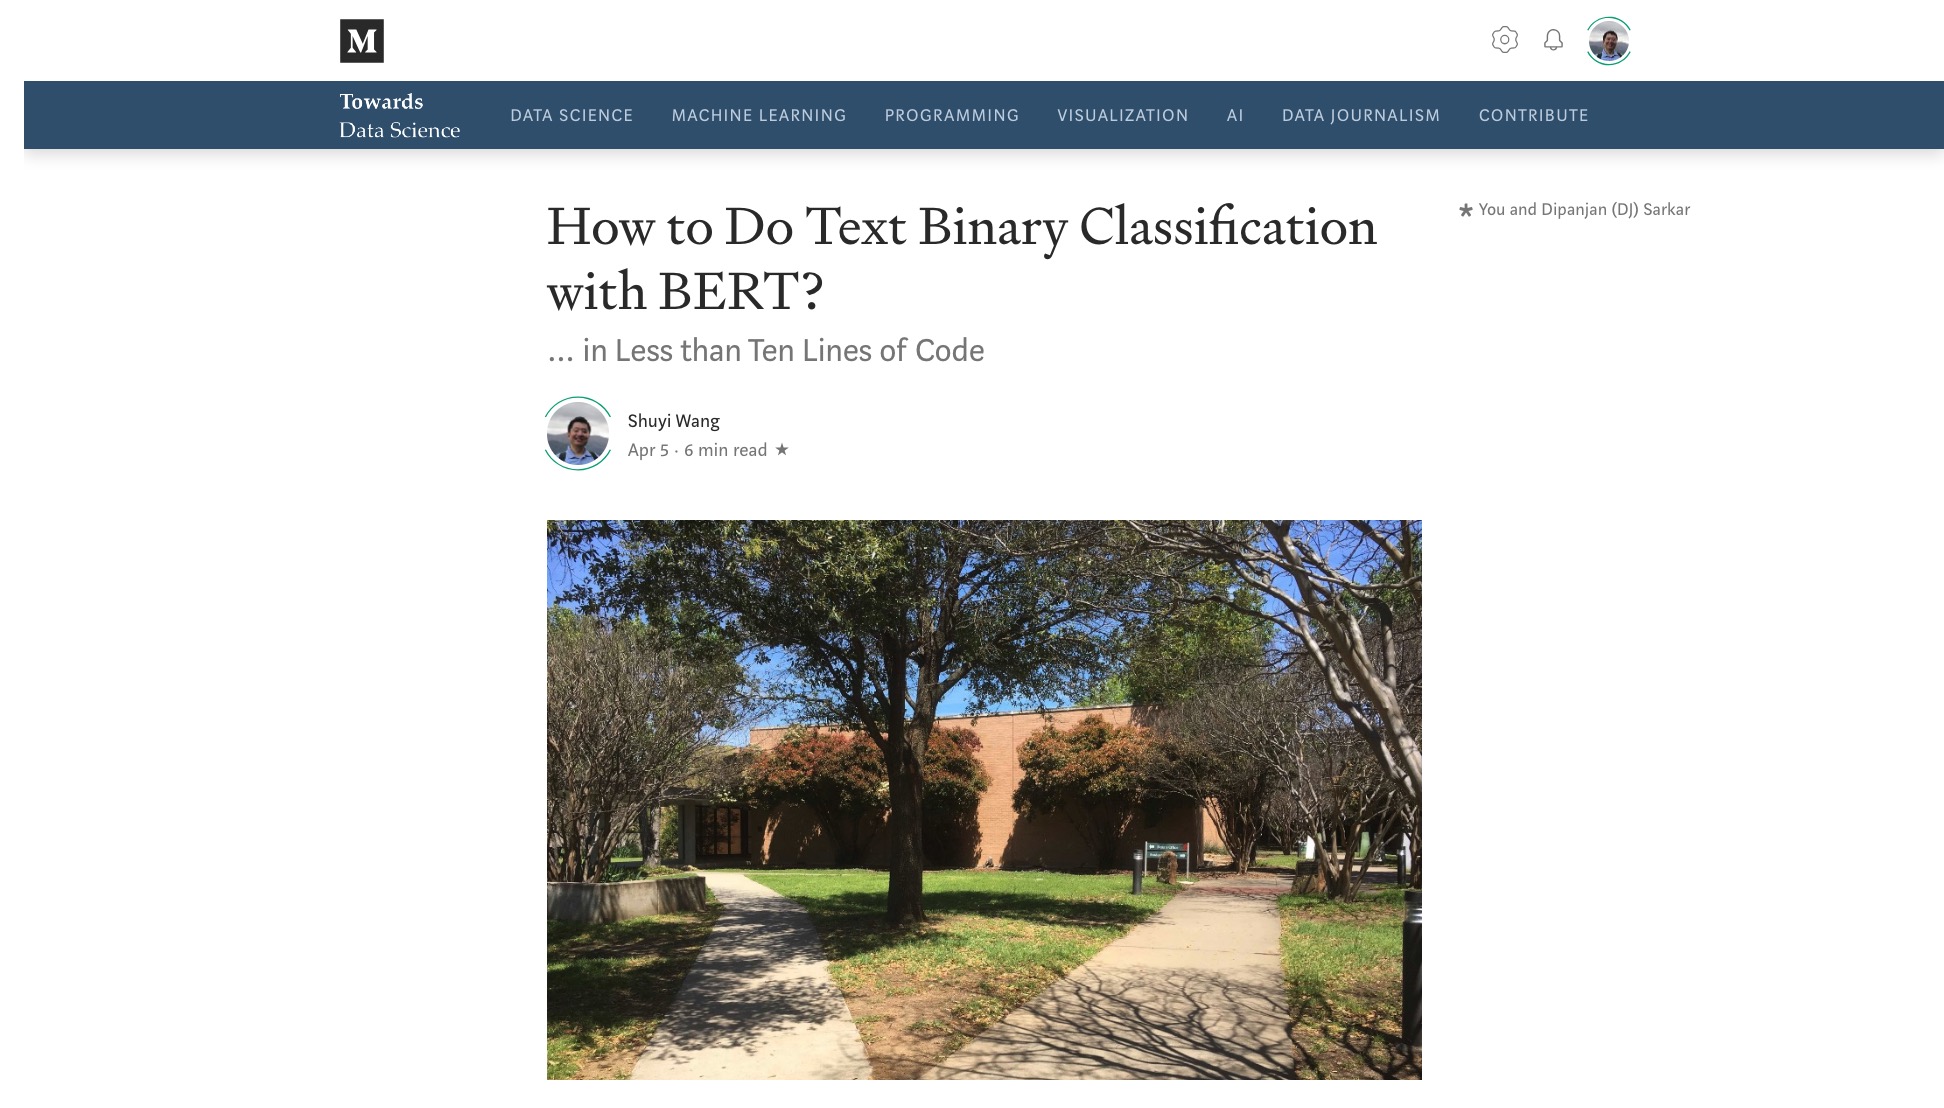 M
Towards
Data Science
DATA SCIENCE
MACHINE LEARNING
PROGRAMMING
VISUALIZATION
AI
DATA JOURNALISM
CONTRIBUTE
How to Do Text Binary Classification
with BERT?
You and Dipanjan (DJ) Sarkar
... in Less than Ten Lines of Code
Shuyi Wang
Apr 5 · 6 min read ★